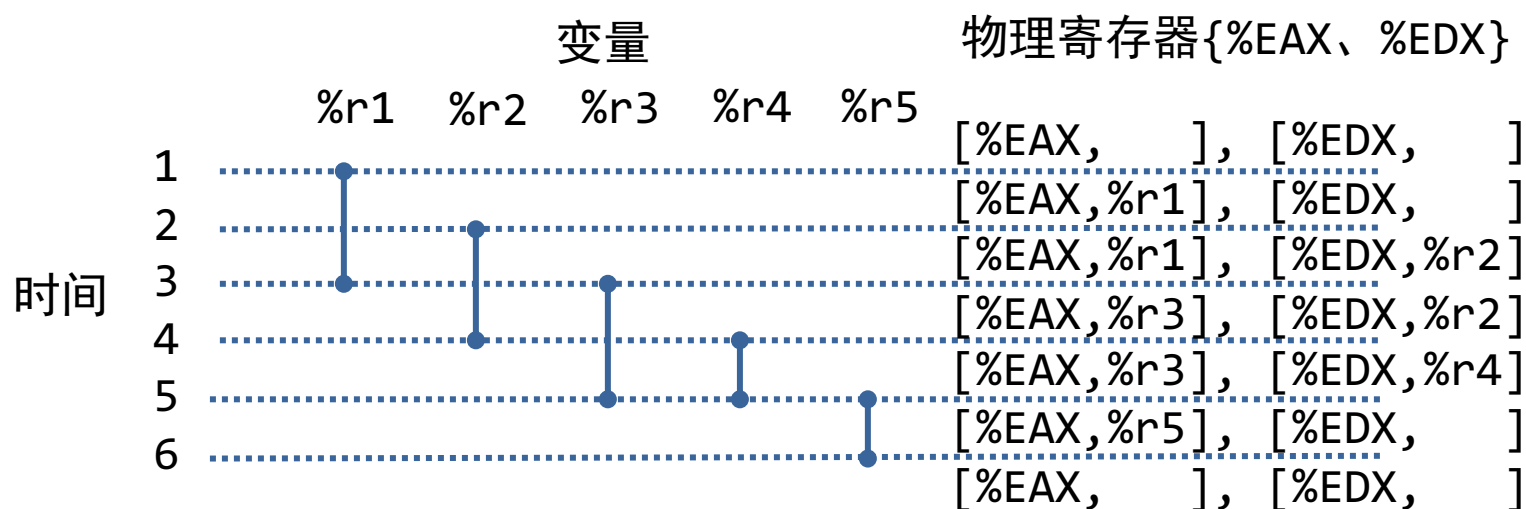 变量 物理寄存器{%EAX、%EDX}
%r1 %r2 %r3 %r4 %r5
[%EAX, ], [%EDX, ]
1
[%EAX,%r1], [%EDX, ]
2
[%EAX,%r1], [%EDX,%r2]
时间 3
[%EAX,%r3], [%EDX,%r2]
4
[%EAX,%r3], [%EDX,%r4]
5
[%EAX,%r5], [%EDX, ]
6
[%EAX, ], [%EDX, ]